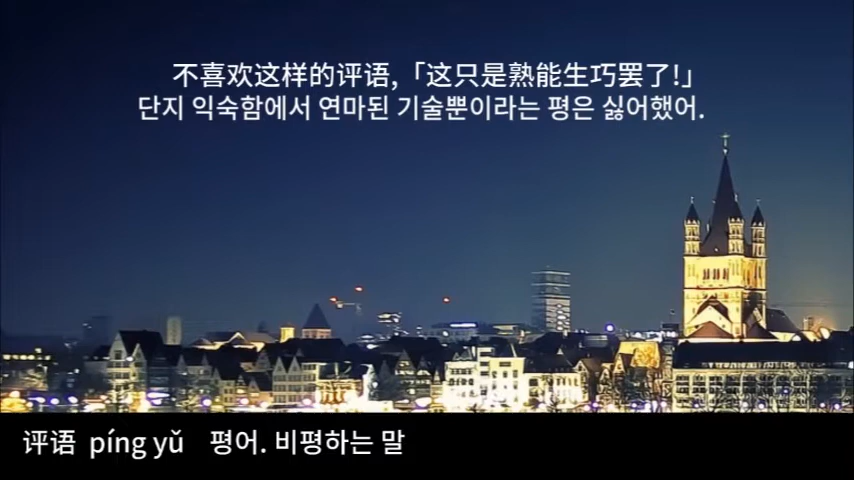 不喜欢这样的评语,「这只是熟能生巧罢了!」
단지 익숙함에서 연마된 기술뿐이라는 평은 싫어했어.
评语 píng yǔ 평어. 비평하는 말